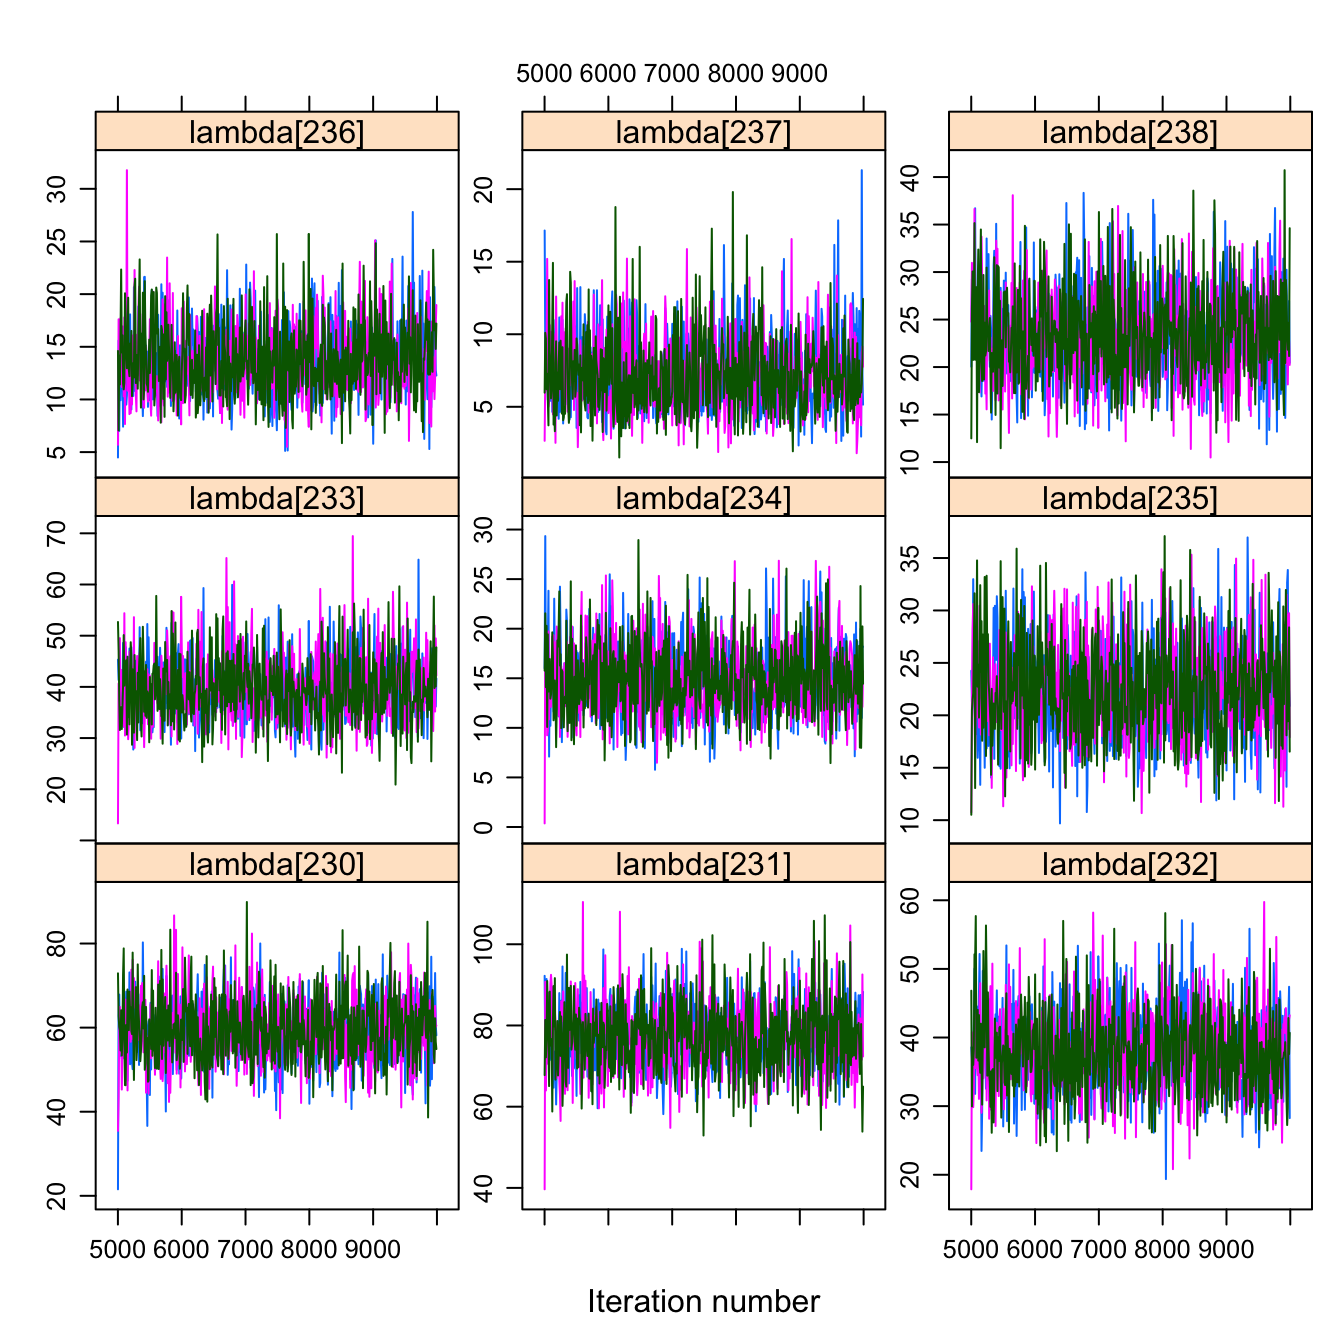 5000 6000 7000 8000 9000
lambda[236] lambda[237] lambda[238]
30 25 20 15 10 5
20 15 10 5
40 35 30 25 20 15 10
lambda[233] lambda[234] lambda[235]
70 60 50 40 30 20
30 25 20 15 10 5 0
35 30 25 20 15 10
lambda[230] lambda[231] lambda[232]
80 60 40 20
100 80 60 40
60 50 40 30 20
5000 6000 7000 8000 9000 5000 6000 7000 8000 9000
Iteration number